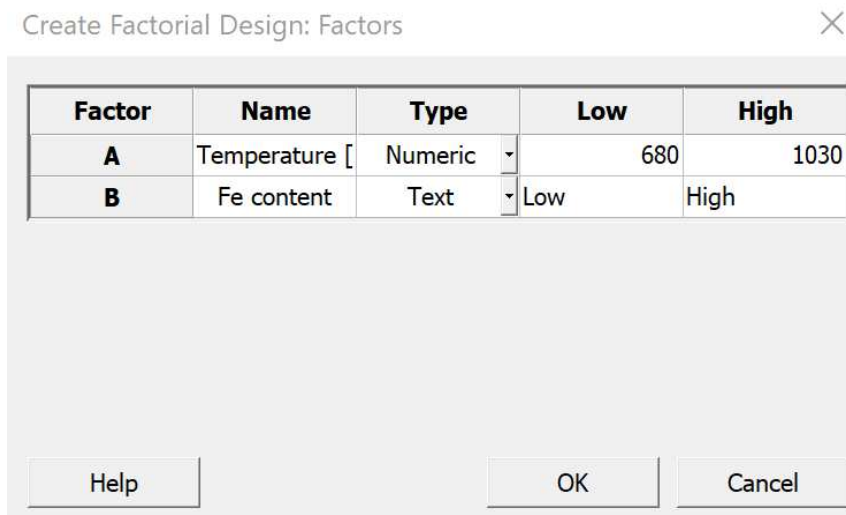 Create Factorial Design: Factors
Factor Name Type Low High
A Temperature [ Numeric 680 1030
B Fe content Text Low High
Help OK Cancel